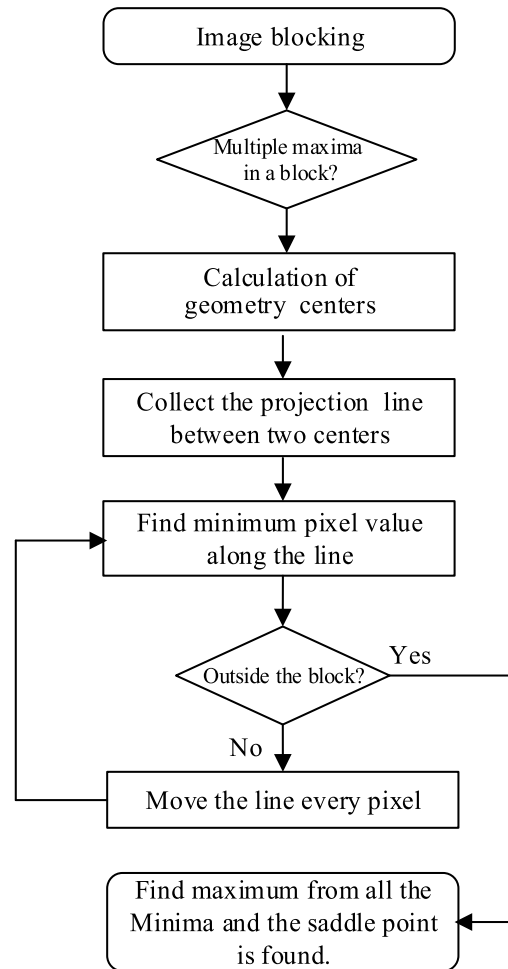 Image blocking
Multiple maxima
in a block?
Calculation of
geometry centers
Collect the projection line
between two centers
Find minimum pixel value
along the line
Outside the block?
Yes
No
Move the line every pixel
Find maximum from all the
Minima and the saddle point
is found.